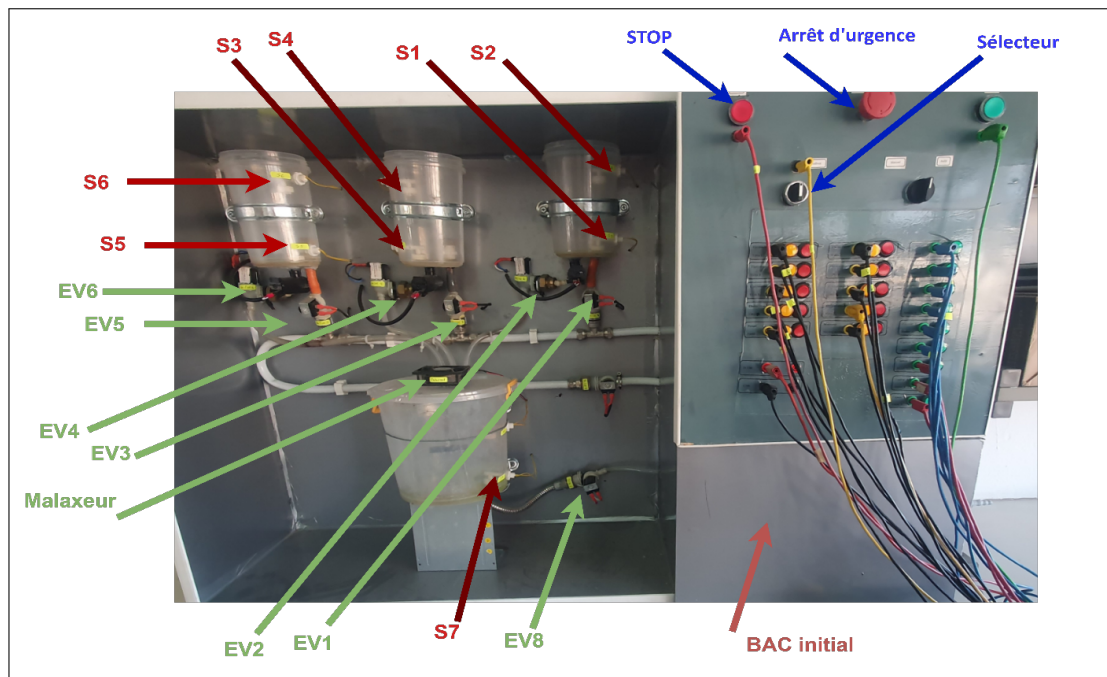 S3
S4
S1
S2
STOP
Arrêt d'urgence
Sélecteur
S6
S5
EV6
EV5
EV4
EV3
Malaxeur
EV2
EV1
S7
EV8
BAC initial